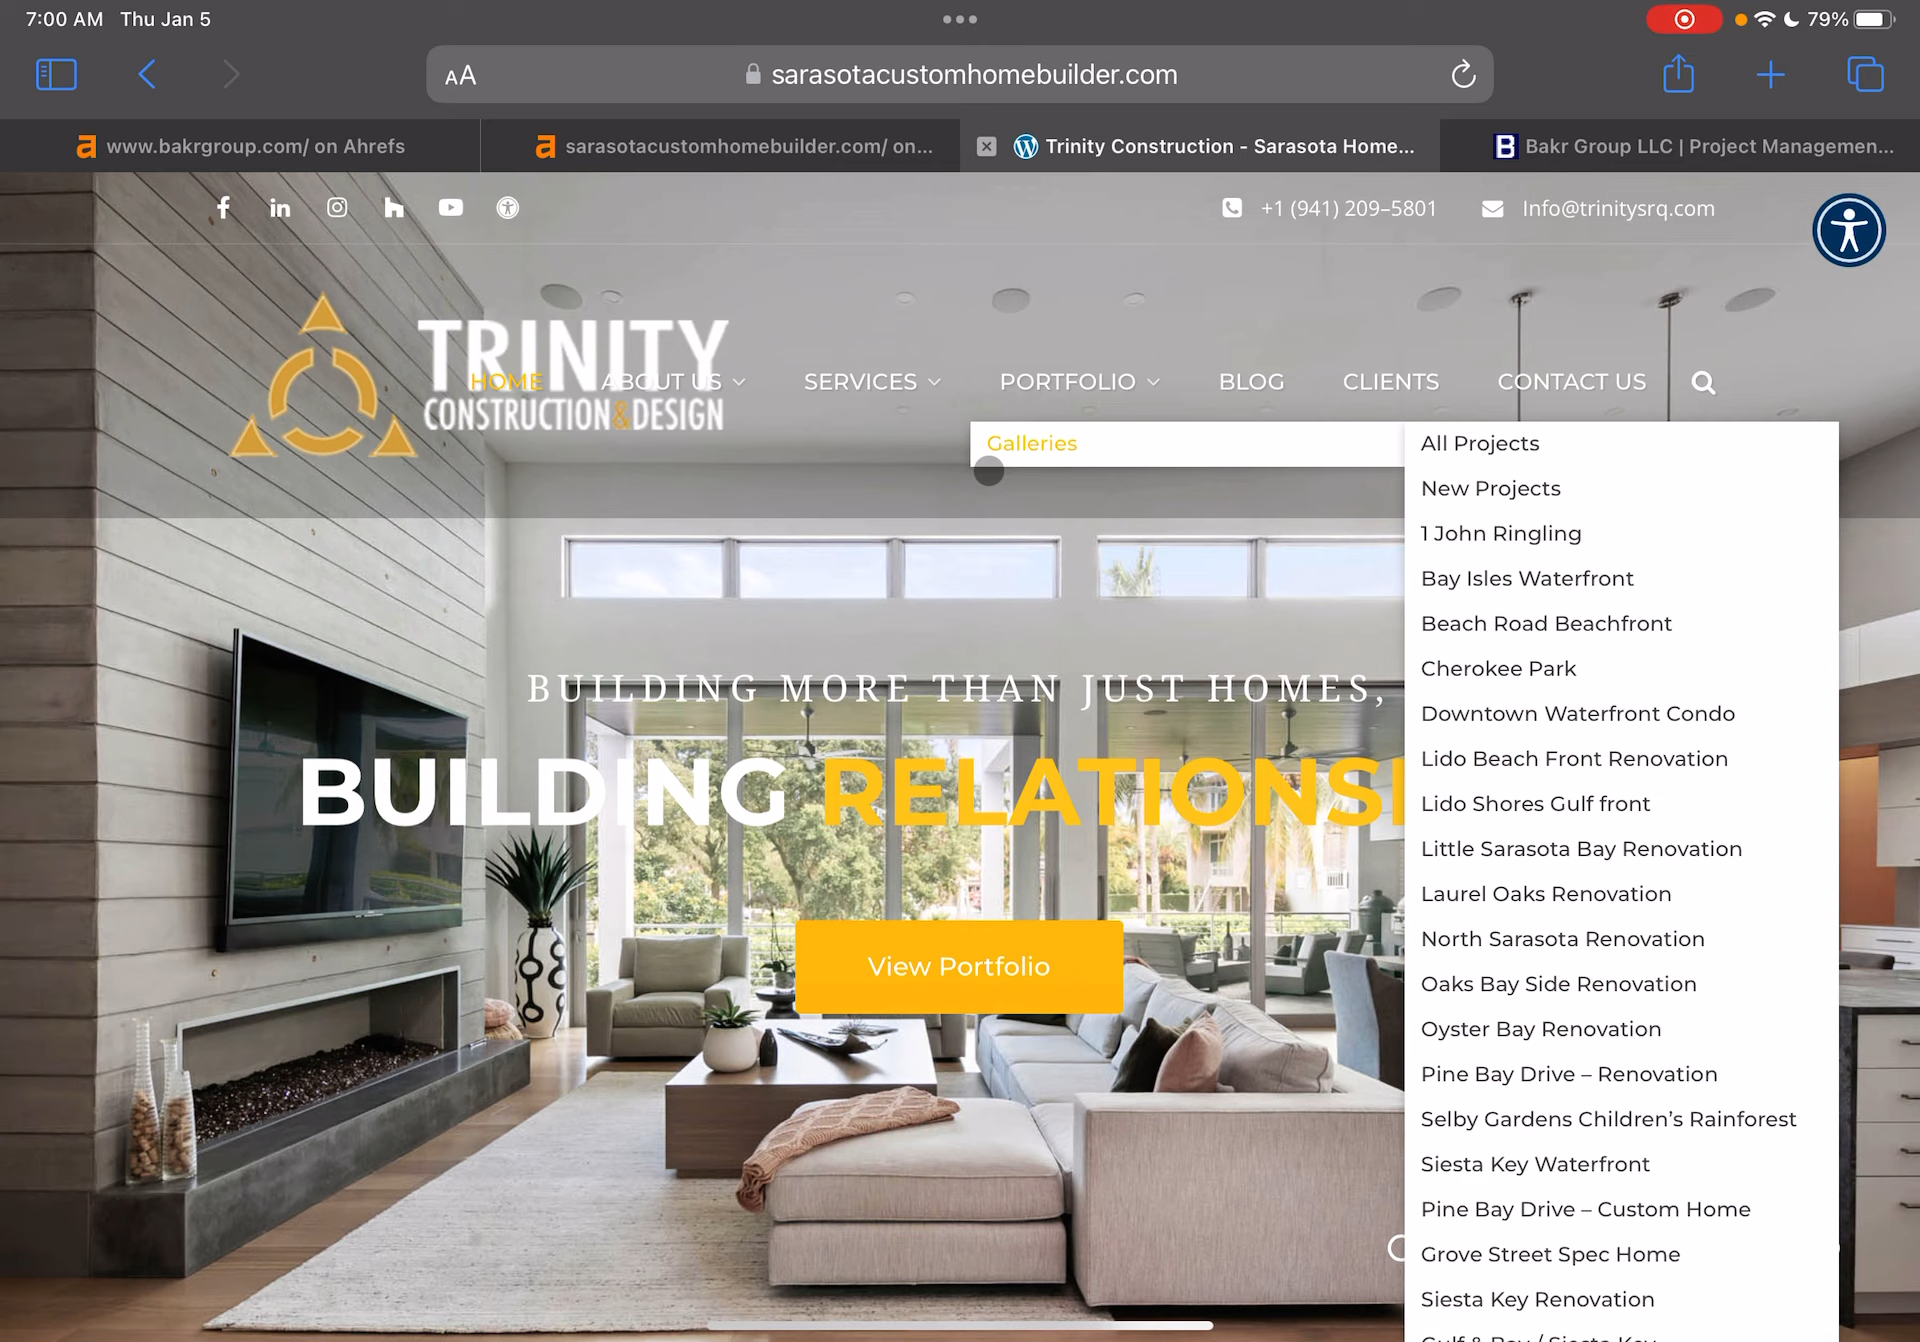 7:00 AM Thu Jan 5
79%
AA
sarasotacustomhomebuilder.com
www.bakrgroup.com/ on Ahrefs
sarasotacustomhomebuilder.com/ on...
Trinity Construction - Sarasota Home...
Bakr Group LLC | Project Managemen...
+1 (941) 209-5801
Info@trinitysrq.com
TRINITY
CONSTRUCTION&DESIGN
HOME
ABOUT US
SERVICES
PORTFOLIO
BLOG
CLIENTS
CONTACT US
Galleries
All Projects
New Projects
1 John Ringling
Bay Isles Waterfront
Beach Road Beachfront
Cherokee Park
Downtown Waterfront Condo
Lido Beach Front Renovation
Lido Shores Gulf front
Little Sarasota Bay Renovation
Laurel Oaks Renovation
North Sarasota Renovation
Oaks Bay Side Renovation
Oyster Bay Renovation
Pine Bay Drive – Renovation
Selby Gardens Children’s Rainforest
Siesta Key Waterfront
Pine Bay Drive – Custom Home
Grove Street Spec Home
Siesta Key Renovation
Gulf & Bay / Siesta Key
BUILDING MORE THAN JUST HOMES,
BUILDING RELATIONSI
View Portfolio